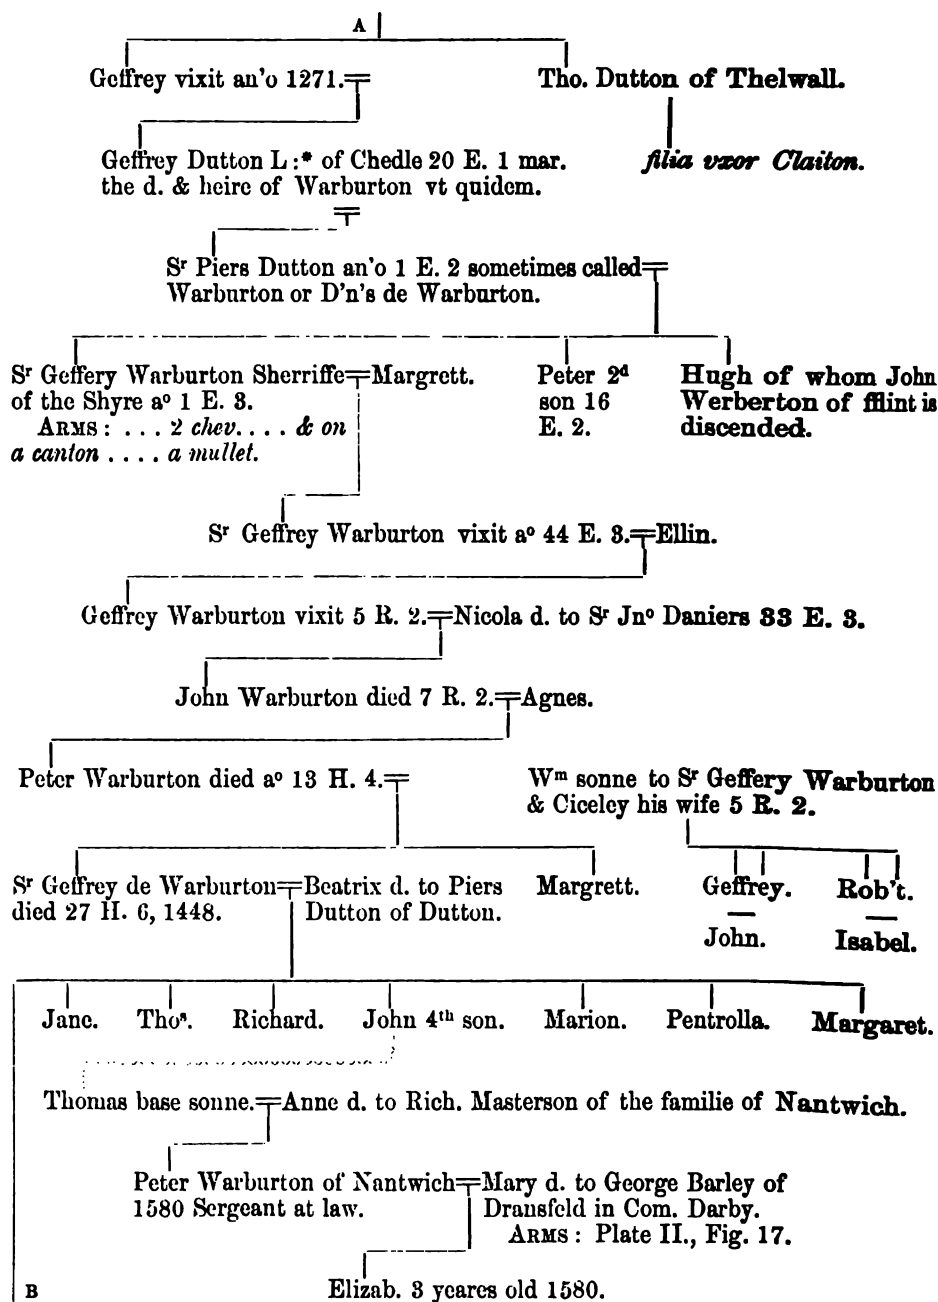 A
Geffrey vixit an'o 1271.
Tho. Dutton of Thelwall.
Geffrey Dutton L :* of Chedle 20 E. 1 mar.
the d. & heire of Warburton vt quidem.
filia vxor Claiton.
Sr Piers Dutton an'o 1 E. 2 sometimes called
Warburton or D'n's de Warburton.
Sr Geffery Warburton Sherriffe
of the Shyre ao 1 E. 3.
ARMS : . . . 2 chev. . . . & on
a canton . . . . a mullet.
Margrett.
Peter 2d
son 16
E. 2.
Hugh of whom John
Werberton of fflint is
discended.
Sr Geffrey Warburton vixit ao 44 E. 3. Ellin.
Geffrey Warburton vixit 5 R. 2. Nicola d. to Sr Jno Daniers 33 E. 3.
John Warburton died 7 R. 2. Agnes.
Peter Warburton died ao 13 H. 4.
Wm sonne to Sr Geffery Warburton
& Ciceley his wife 5 R. 2.
Sr Geffrey de Warburton
died 27 H. 6, 1448.
Beatrix d. to Piers
Dutton of Dutton.
Margrett.
Geffrey.
Rob't.
John.
Isabel.
Jane. Thos. Richard. John 4th son. Marion. Pentrolla. Margaret.
Thomas base sonne. Anne d. to Rich. Masterson of the familie of Nantwich.
Peter Warburton of Nantwich
1580 Sergeant at law.
Mary d. to George Barley of
Dransfeld in Com. Darby.
ARMS : Plate II., Fig. 17.
B
Elizab. 3 yeares old 1580.